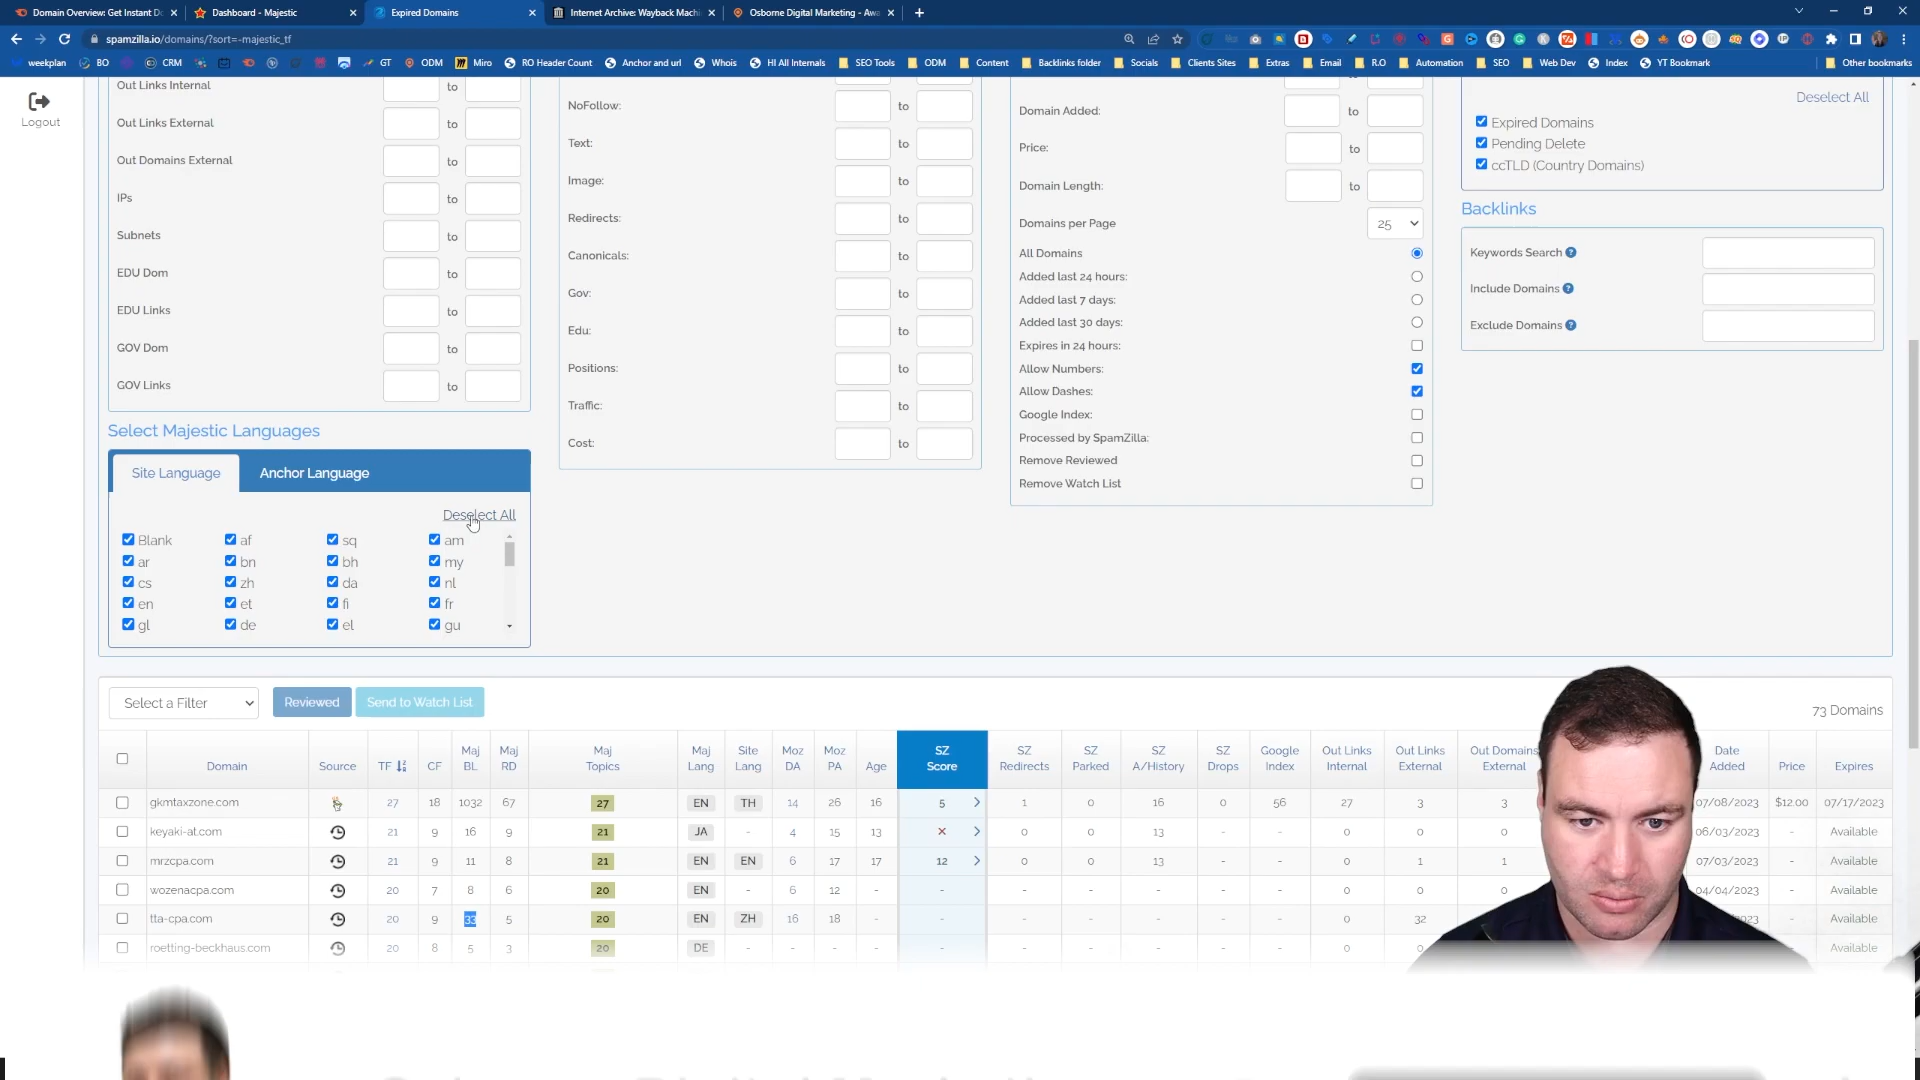 Domain Overview: Get Instant D
Dashboard - Majestic
Expired Domains
Internet Archive: Wayback Machi
Osborne Digital Marketing - Awa
spamzilla.io/domains/?sort=-majestic_tf
weekplan
BO
CRM
GT
ODM
Miro
RO Header Count
Anchor and url
Whois
HI All Internals
SEO Tools
ODM
Content
Backlinks folder
Socials
Clients Sites
Extras
Email
R.O
Automation
SEO
Web Dev
Index
YT Bookmark
Other bookmarks
Logout
Out Links Internal to
Out Links External to
Out Domains External to
IPs to
Subnets to
EDU Dom to
EDU Links to
GOV Dom to
GOV Links to
Select Majestic Languages
Site Language Anchor Language
Deselect All
Blank af sq am
ar bn bh my
cs zh da nl
en et fi fr
gl de el gu
NoFollow: to
Text: to
Image: to
Redirects: to
Canonicals: to
Gov: to
Edu: to
Positions: to
Traffic: to
Cost: to
Domain Added: to
Price: to
Domain Length: to
Domains per Page 25
All Domains
Added last 24 hours:
Added last 7 days:
Added last 30 days:
Expires in 24 hours:
Allow Numbers:
Allow Dashes:
Google Index:
Processed by SpamZilla:
Remove Reviewed
Remove Watch List
Deselect All
Expired Domains
Pending Delete
ccTLD (Country Domains)
Backlinks
Keywords Search ?
Include Domains ?
Exclude Domains ?
Select a Filter Reviewed Send to Watch List 73 Domains
Domain Source TF CF Maj BL Maj RD Maj Topics Maj Lang Site Lang Moz DA Moz PA Age SZ Score SZ Redirects SZ Parked SZ A/History SZ Drops Google Index Out Links Internal Out Links External Out Domains External Date Added Price Expires
gkmtaxzone.com 27 18 1032 67 27 EN TH 14 26 16 5 1 0 16 0 56 27 3 3 07/08/2023 $12.00 07/17/2023
keyaki-at.com 21 9 16 9 21 JA - 4 15 13 × 0 0 13 - - 0 0 0 06/03/2023 - Available
mrzcpa.com 21 9 11 8 21 EN EN 6 17 17 12 0 0 13 - - 0 1 1 07/03/2023 - Available
wozenacpa.com 20 7 8 6 20 EN - 6 12 - - - - - - - 0 0 0 04/04/2023 - Available
tta-cpa.com 20 9 33 5 20 EN ZH 16 18 - - - - - - - 0 32 2023 - Available
roetting-beckhaus.com 20 8 5 3 20 DE - - - - - - - - - - 0 0 - Available